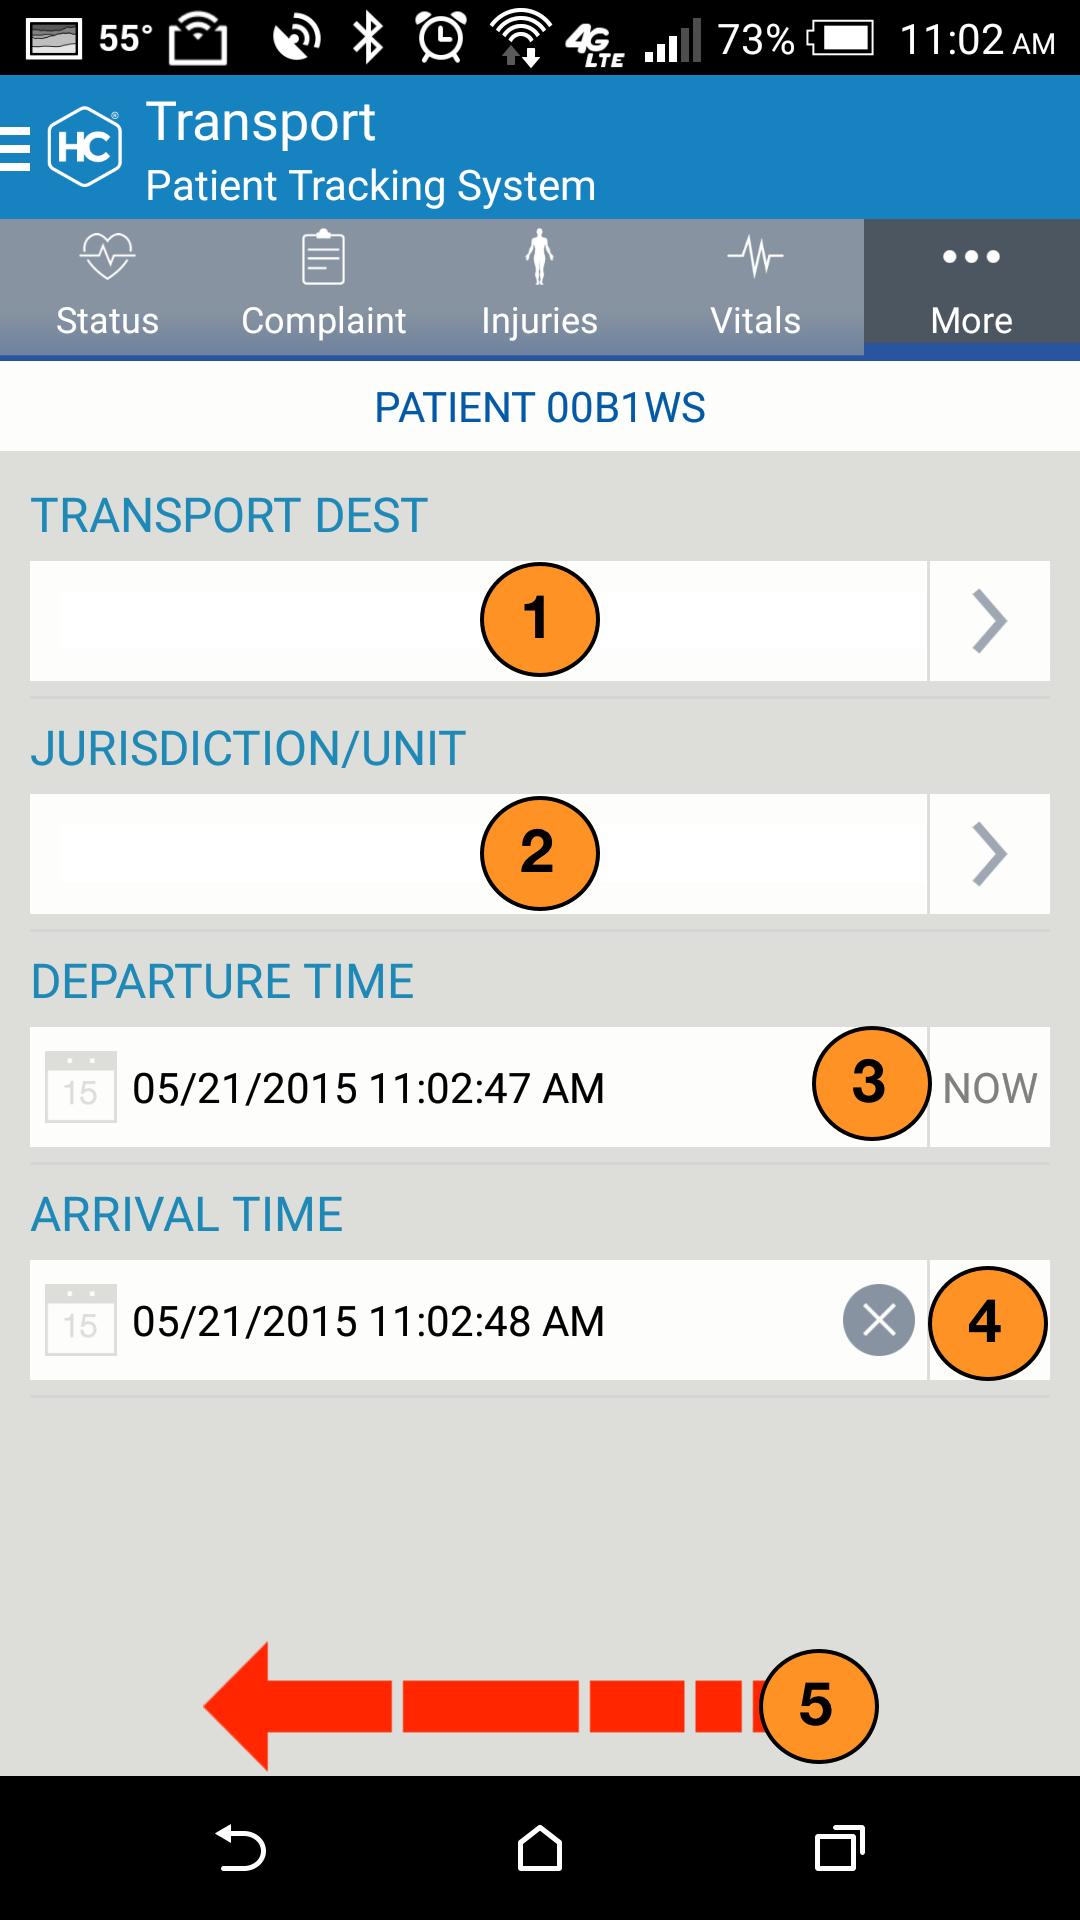 55° 4G LTE 73% 11:02 AM
HC® Transport
Patient Tracking System
Status Complaint Injuries Vitals More
PATIENT 00B1WS
TRANSPORT DEST
1
JURISDICTION/UNIT
2
DEPARTURE TIME
15 05/21/2015 11:02:47 AM 3 NOW
ARRIVAL TIME
15 05/21/2015 11:02:48 AM 4
5